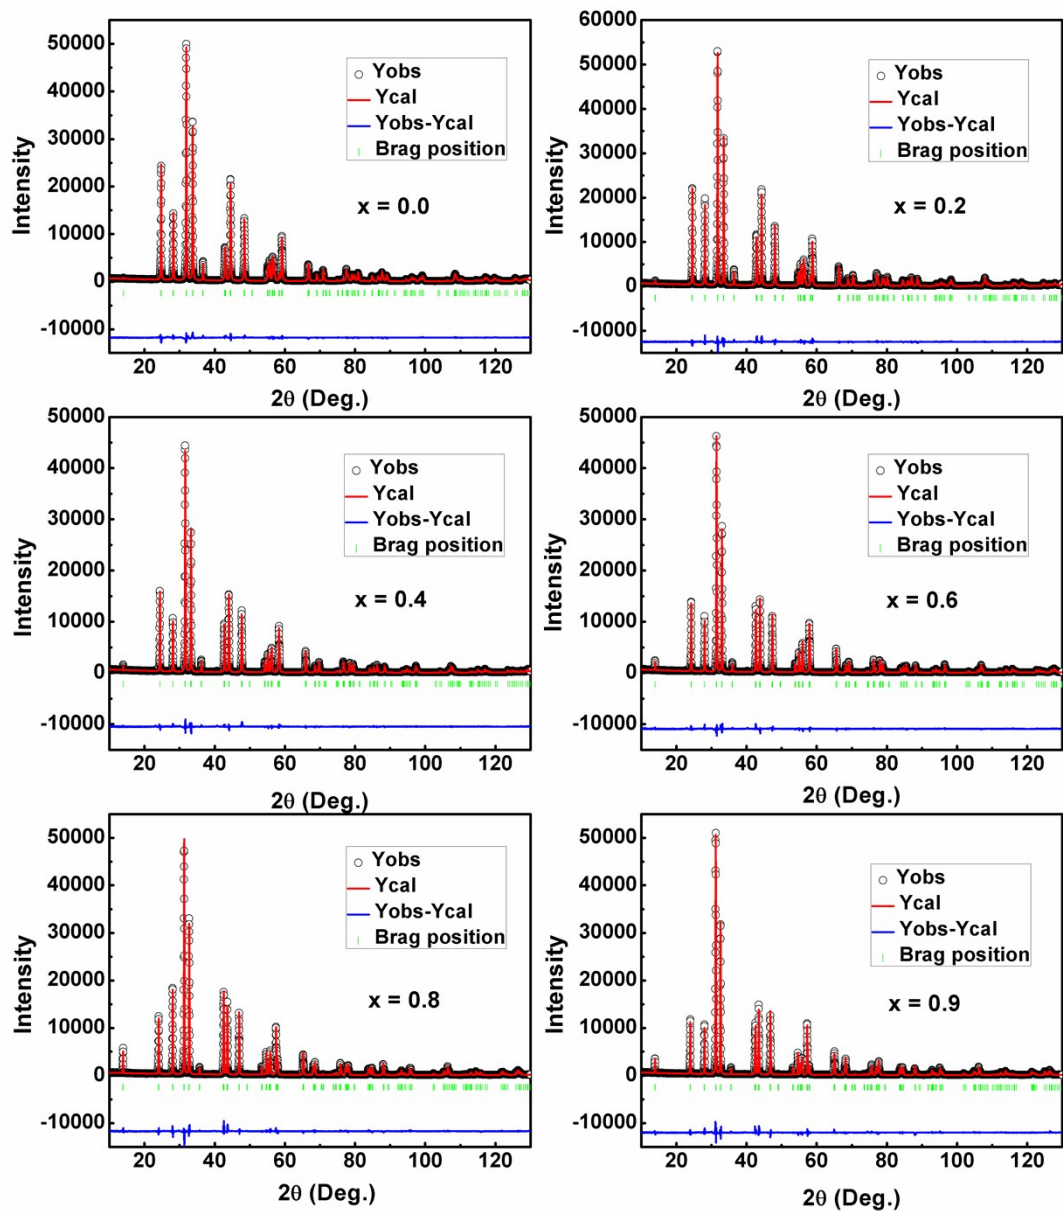 50000
40000
30000
20000
10000
0
-10000
Intensity
Yobs
Ycal
Yobs-Ycal
Brag position
x = 0.0
20 40 60 80 100 120
2θ (Deg.)
60000
50000
40000
30000
20000
10000
0
-10000
Intensity
Yobs
Ycal
Yobs-Ycal
Brag position
x = 0.2
20 40 60 80 100 120
2θ (Deg.)
50000
40000
30000
20000
10000
0
-10000
Intensity
Yobs
Ycal
Yobs-Ycal
Brag position
x = 0.4
20 40 60 80 100 120
2θ (Deg.)
50000
40000
30000
20000
10000
0
-10000
Intensity
Yobs
Ycal
Yobs-Ycal
Brag position
x = 0.6
20 40 60 80 100 120
2θ (Deg.)
50000
40000
30000
20000
10000
0
-10000
Intensity
Yobs
Ycal
Yobs-Ycal
Brag position
x = 0.8
20 40 60 80 100 120
2θ (Deg.)
50000
40000
30000
20000
10000
0
-10000
Intensity
Yobs
Ycal
Yobs-Ycal
Brag position
x = 0.9
20 40 60 80 100 120
2θ (Deg.)